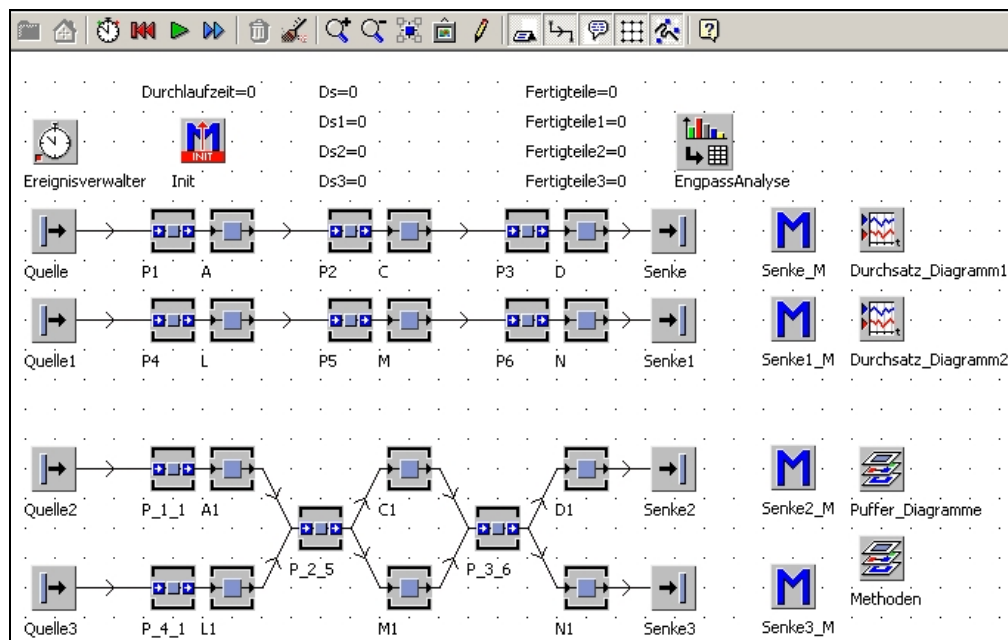 Durchlaufzeit=0 Ds=0 Fertigteile=0
Ds1=0 Fertigteile1=0
INIT Ds2=0 Fertigteile2=0
Ereignisverwalter Init Ds3=0 Fertigteile3=0 EngpassAnalyse
Quelle P1 A P2 C P3 D Senke Senke_M Durchsatz_Diagramm1
Quelle1 P4 L P5 M P6 N Senke1 Senke1_M Durchsatz_Diagramm2
Quelle2 P_1_1 A1 C1 D1 Senke2 Senke2_M Puffer_Diagramme
P_2_5 P_3_6
Methoden
Quelle3 P_4_1 L1 M1 N1 Senke3 Senke3_M